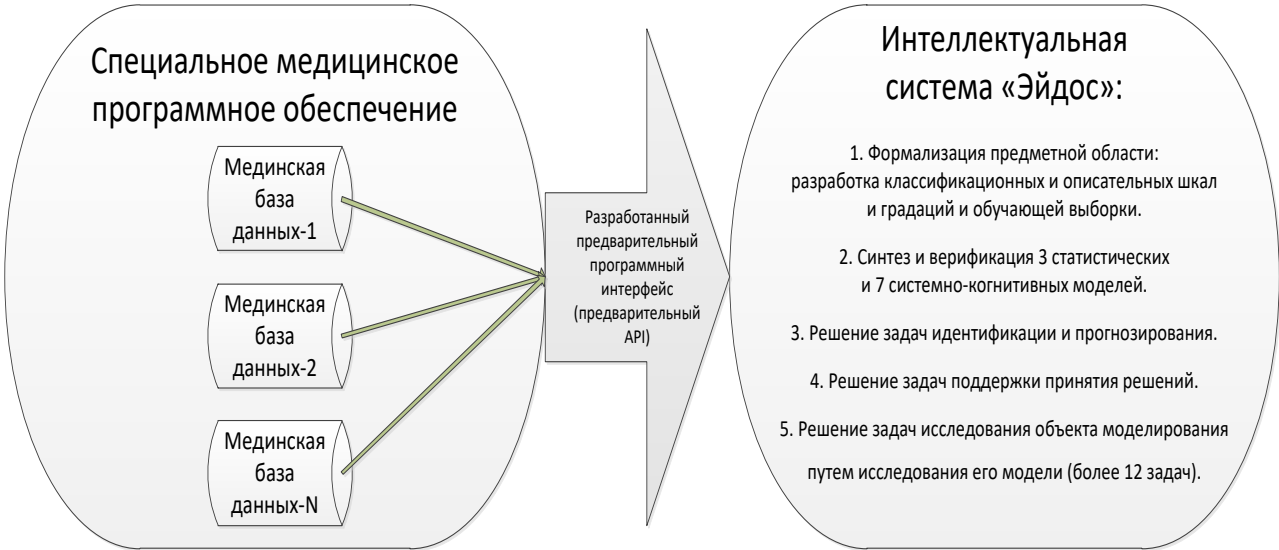 Специальное медицинское
программное обеспечение
Мединская
база
данных-1
Мединская
база
данных-2
Мединская
база
данных-N
Разработанный
предварительный
программный
интерфейс
(предварительный
API)
Интеллектуальная
система «Эйдос»:
1. Формализация предметной области:
разработка классификационных и описательных шкал
и градаций и обучающей выборки.
2. Синтез и верификация 3 статистических
и 7 системно-когнитивных моделей.
3. Решение задач идентификации и прогнозирования.
4. Решение задач поддержки принятия решений.
5. Решение задач исследования объекта моделирования
путем исследования его модели (более 12 задач).